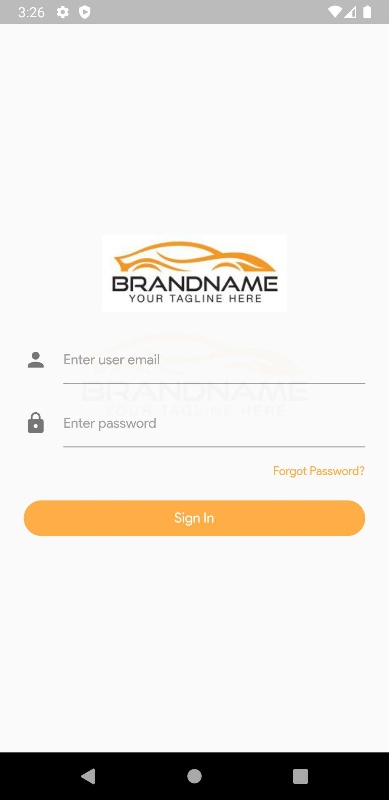 3:26
BRANDNAME
YOUR TAGLINE HERE
Enter user email
BRANDNAME
YOUR TAGLINE HERE
Enter password
Forgot Password?
Sign In